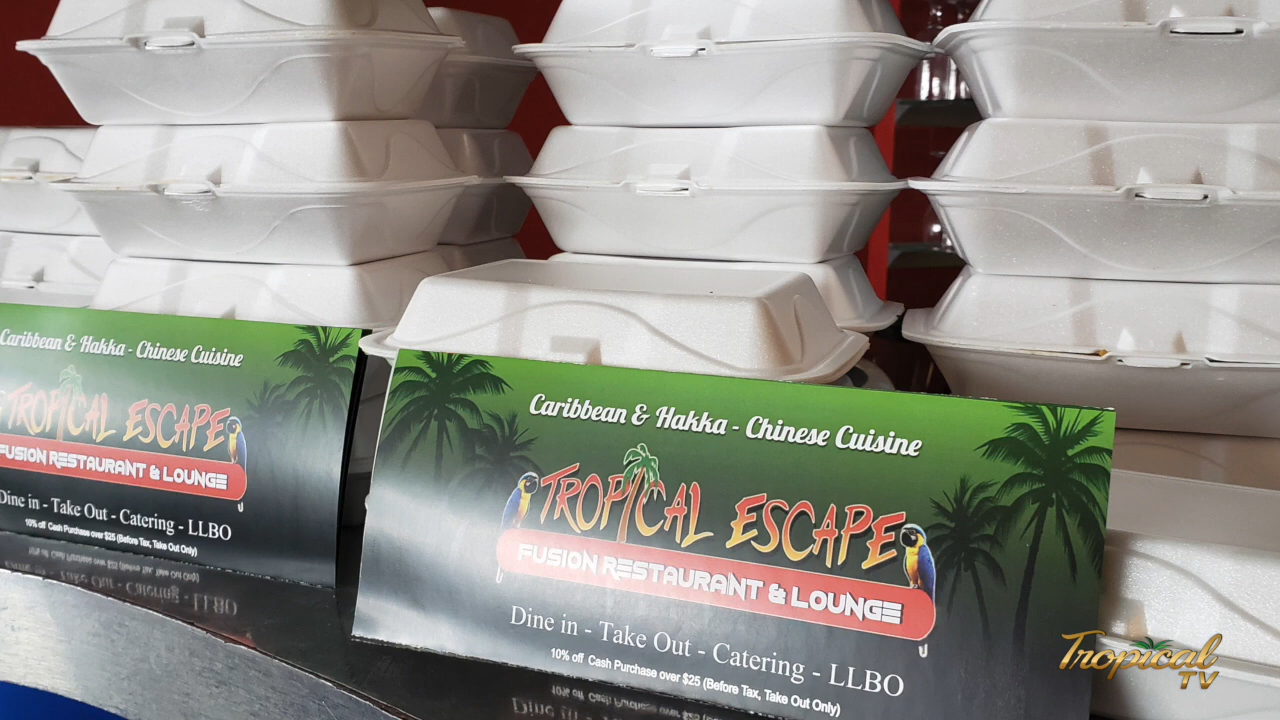 Caribbean & Hakka - Chinese Cuisine
TROPICAL ESCAPE
FUSION RESTAURANT & LOUNGE
Dine in - Take Out - Catering - LLBO
10% off Cash Purchase over $25 (Before Tax, Take Out Only)
Caribbean & Hakka - Chinese Cuisine
TROPICAL ESCAPE
FUSION RESTAURANT & LOUNGE
Dine in - Take Out - Catering - LLBO
10% off Cash Purchase over $25 (Before Tax, Take Out Only)
Tropical
TV